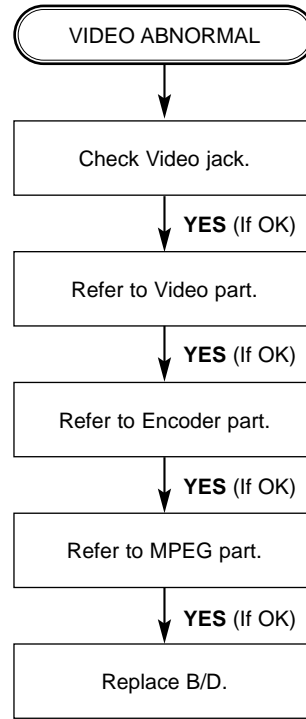 VIDEO ABNORMAL
Check Video jack.
YES (If OK)
Refer to Video part.
YES (If OK)
Refer to Encoder part.
YES (If OK)
Refer to MPEG part.
YES (If OK)
Replace B/D.